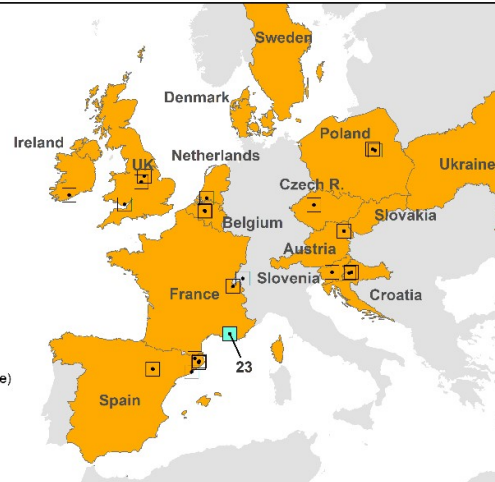 Sweden
Denmark
Ireland
Poland
UK
Netherlands
Ukraine
Czech R.
Belgium
Slovakia
Austria
Slovenia
France
Croatia
23
e)
Spain